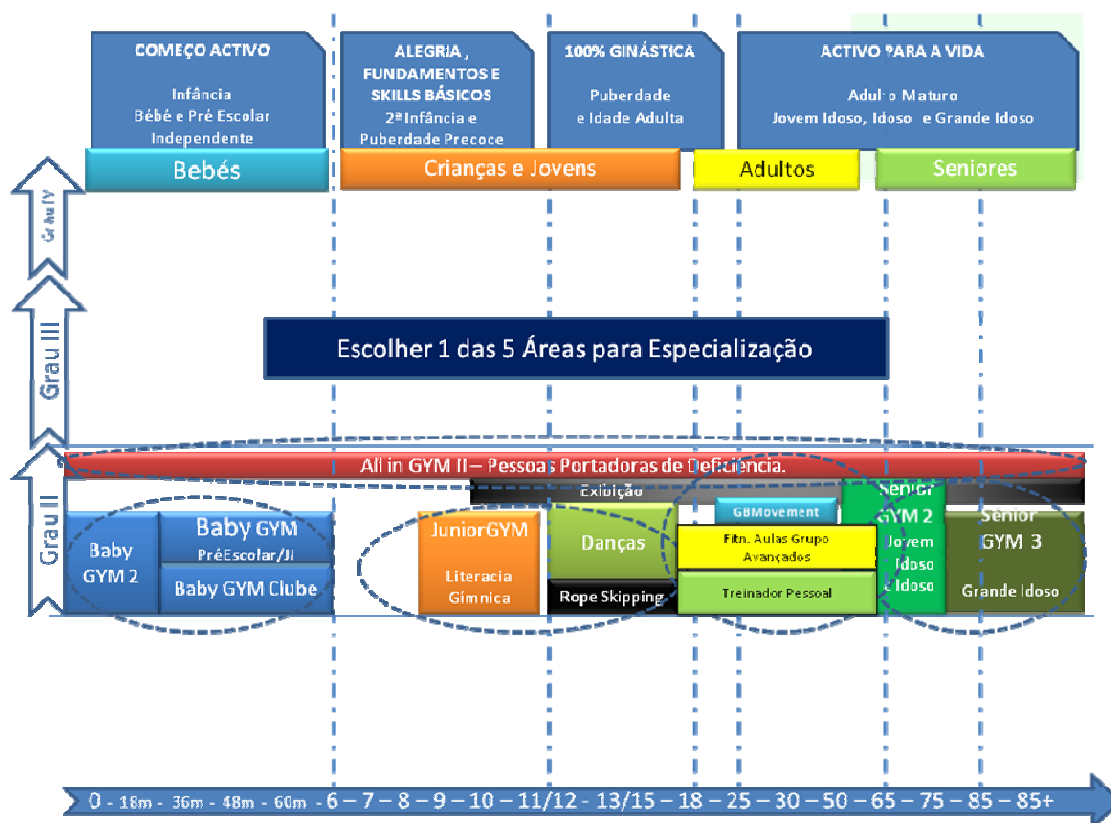 COMEÇO ACTIVO
Infância
Bébé e Pré Escolar
Independente
ALEGRIA ,
FUNDAMENTOS E
SKILLS BÁSICOS
2ª Infância e
Puberdade Precoce
100% GINÁSTICA
Puberdade
e Idade Adulta
ACTIVO PARA A VIDA
Adulto Maturo
Jovem Idoso, Idoso e Grande Idoso
Bebés
Crianças e Jovens
Adultos
Seniores
Grau IV
Grau III
Escolher 1 das 5 Áreas para Especialização
Grau II
All in GYM II – Pessoas Portadoras de Deficiência.
Exibição
Baby
GYM 2
Baby GYM
PréEscolar/JI
Baby GYM Clube
JuniorGYM
Literacia
Gímnica
Danças
Rope Skipping
GBMovement
Fitn. Aulas Grupo
Avançados
Treinador Pessoal
Sénior
GYM 2
Jovem
Idoso
e Idoso
Sénior
GYM 3
Grande Idoso
0 - 18m - 36m - 48m - 60m - 6 – 7 – 8 – 9 – 10 – 11/12 - 13/15 – 18 – 25 – 30 – 50 – 65 – 75 – 85 – 85+